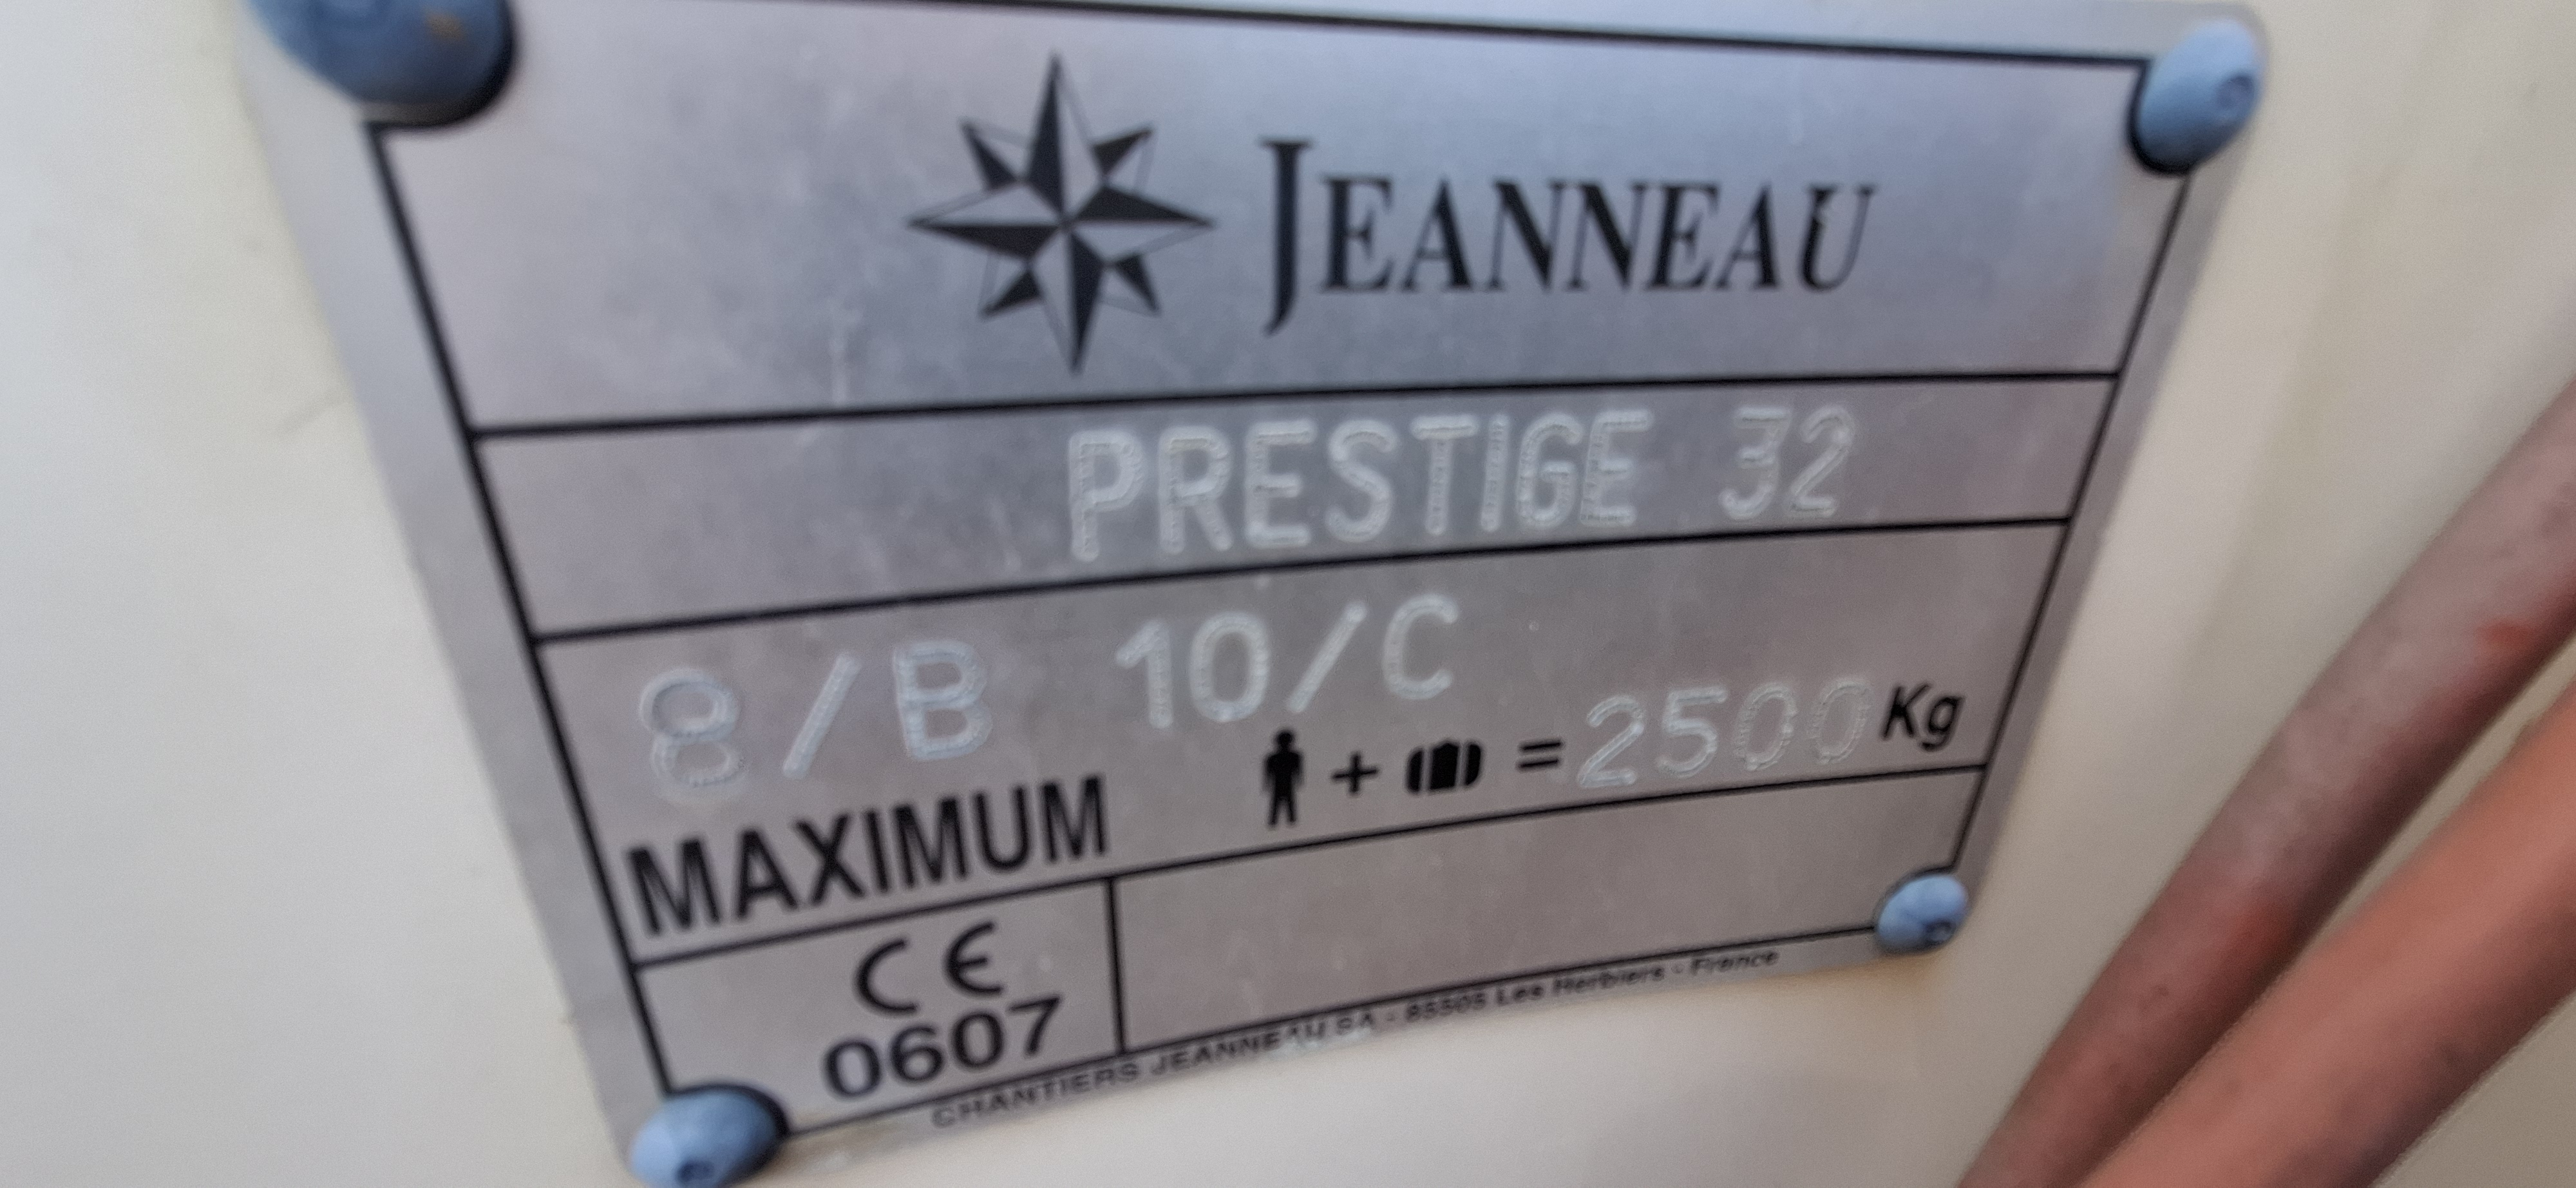 JEANNEAU
PRESTIGE 32
8/B 10/C
MAXIMUM + = 2500 Kg
CE
0607
CHANTIERS JEANNEAU SA - 85505 Les Herbiers - France